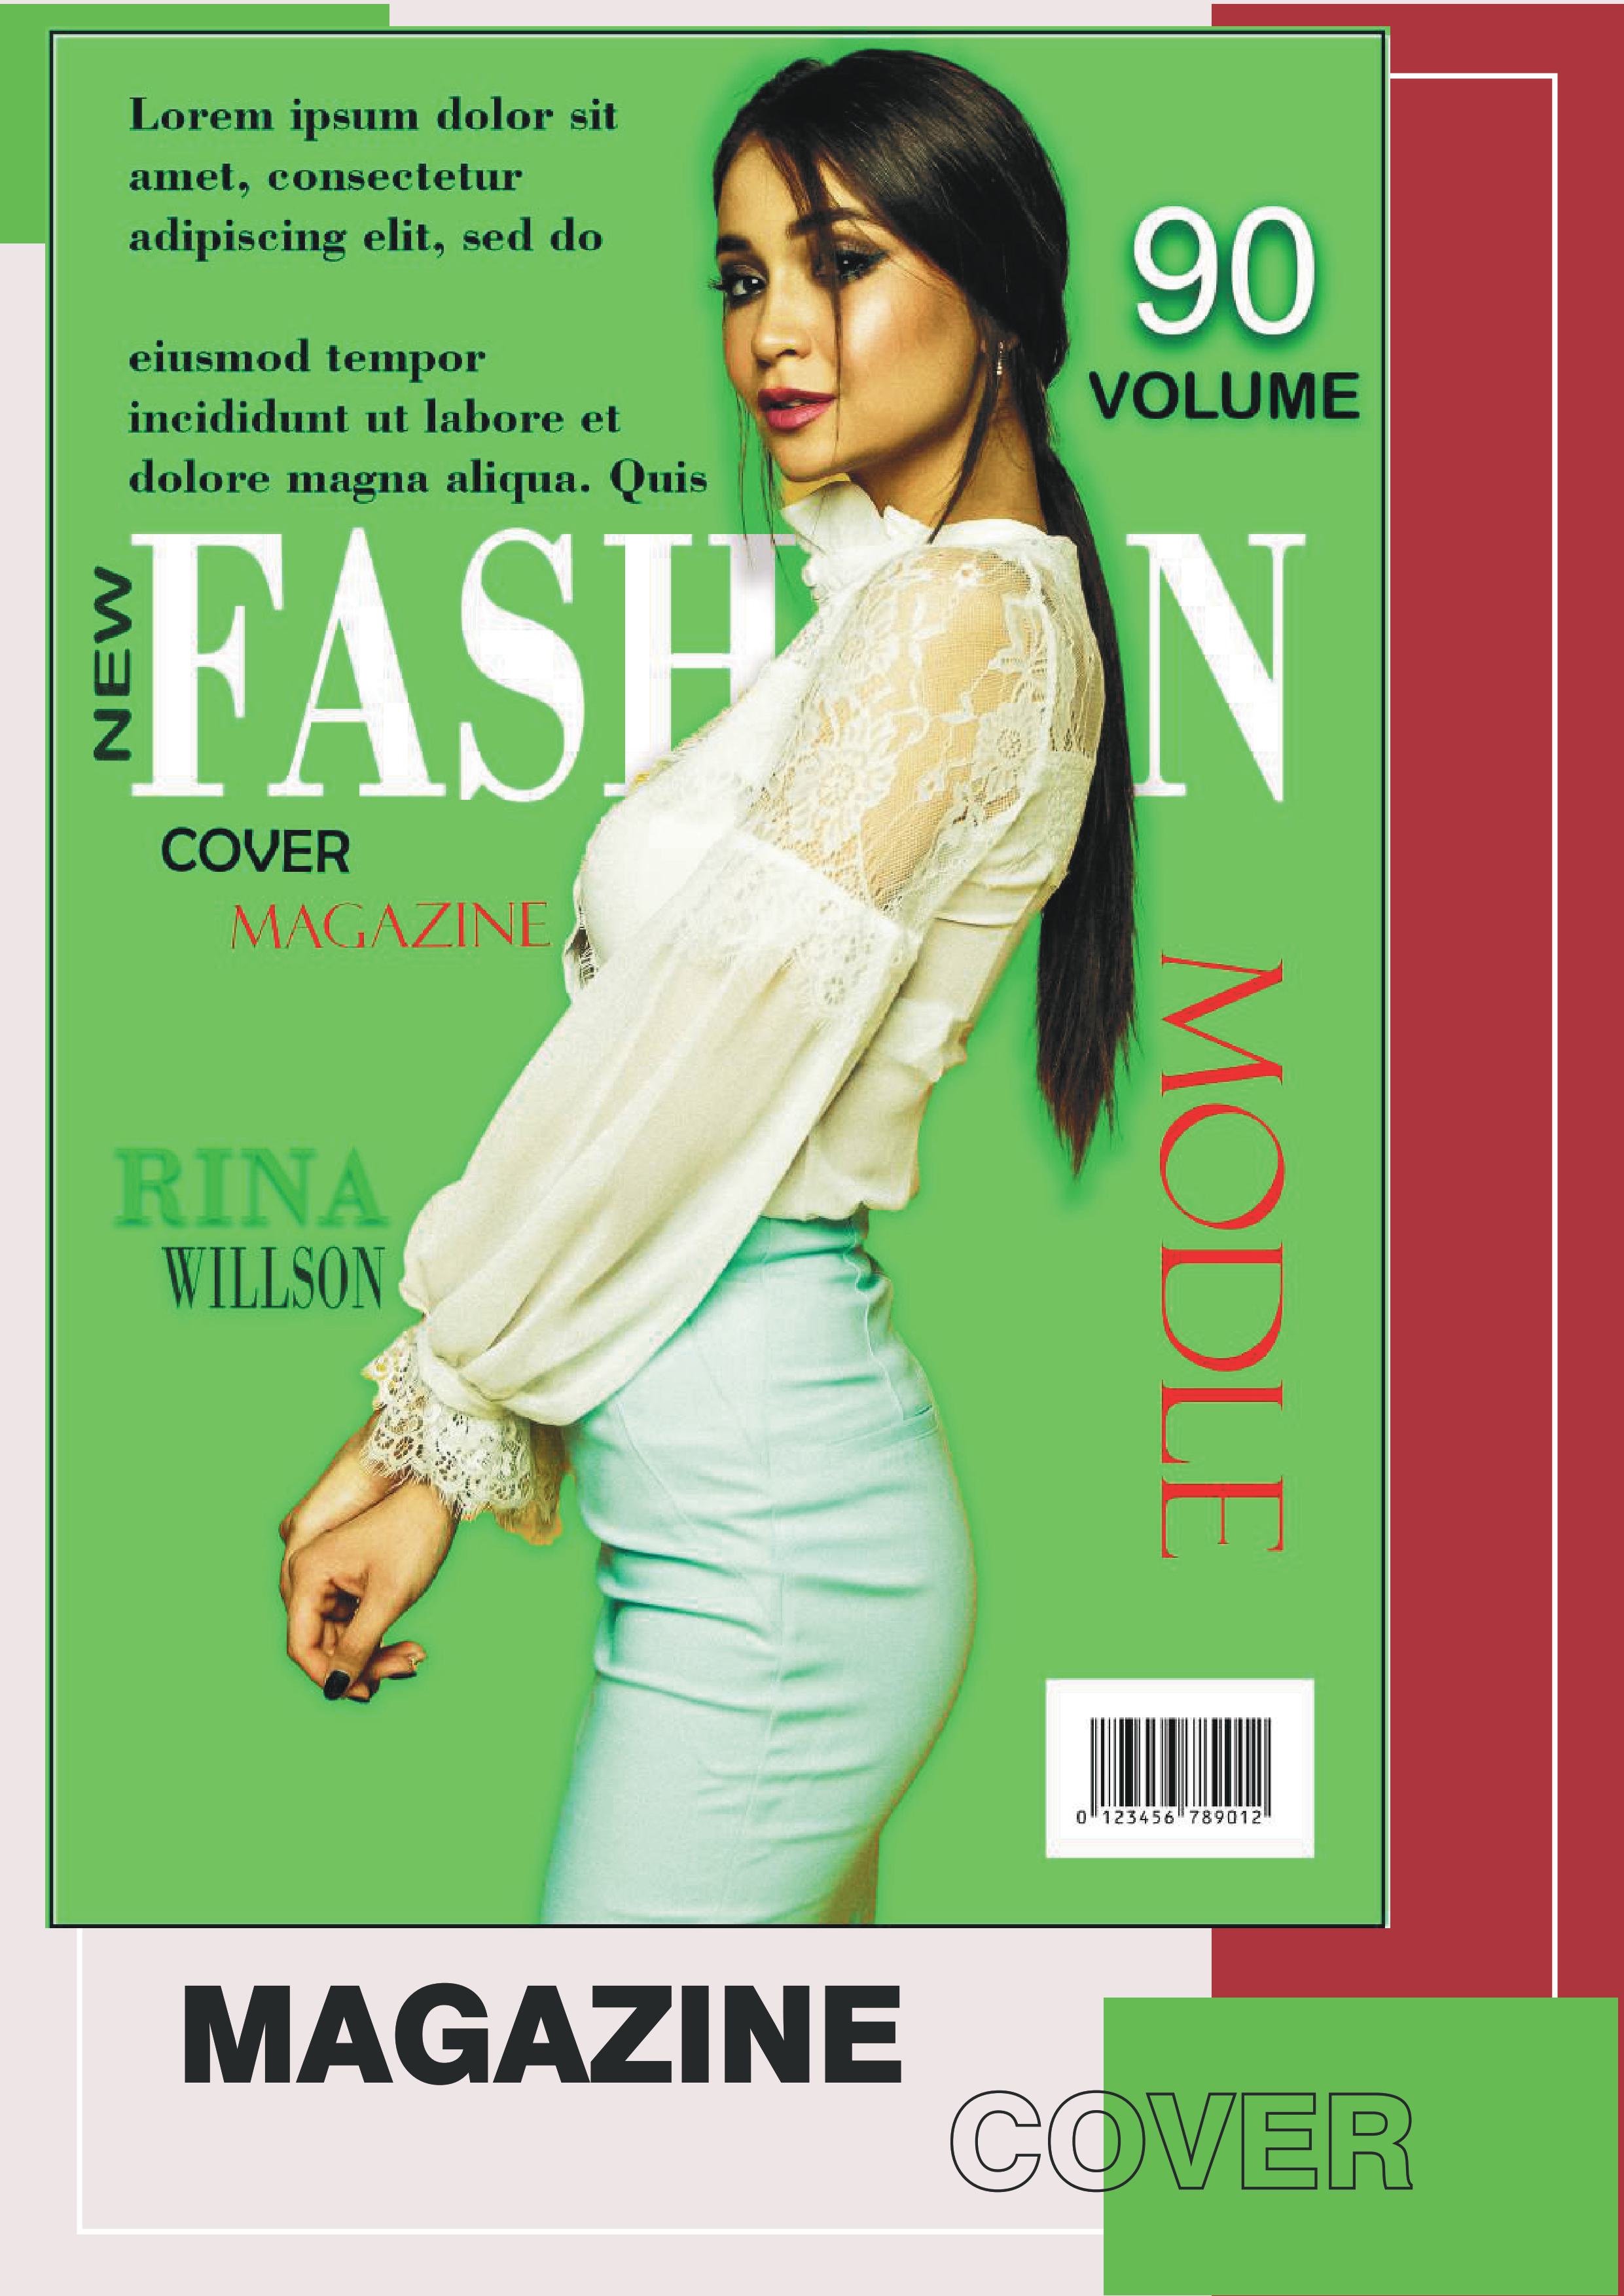 Lorem ipsum dolor sit
amet, consectetur
adipiscing elit, sed do
eiusmod tempor
incididunt ut labore et
dolore magna aliqua. Quis
90
VOLUME
NEW
FASH N
COVER
MAGAZINE
MODLE
RINA
WILLSON
0 123456 789012
MAGAZINE
COVER